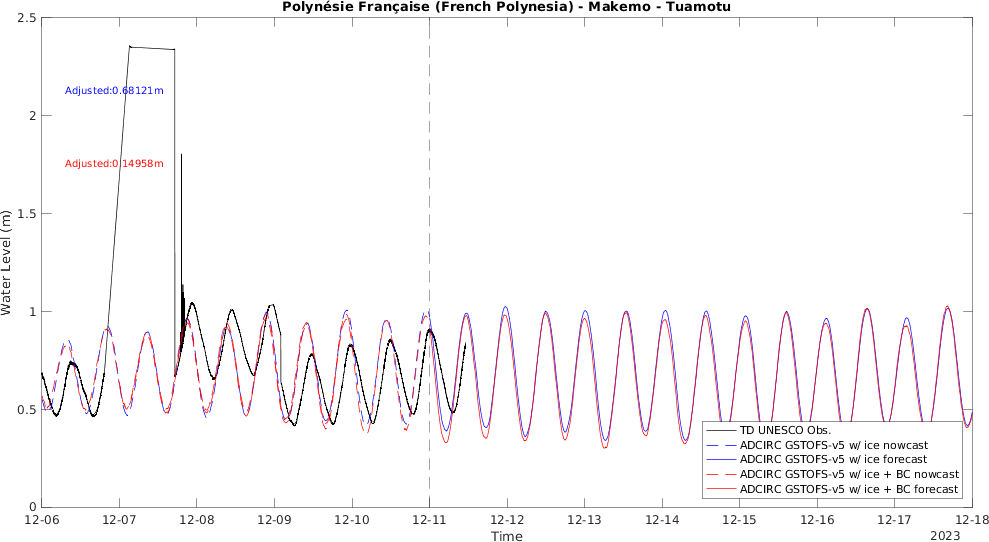 Polynésie Française (French Polynesia) - Makemo - Tuamotu
2.5
2
1.5
1
0.5
0
Water Level (m)
Adjusted:0.68121m
Adjusted:0.14958m
TD UNESCO Obs.
ADCIRC GSTOFS-v5 w/ ice nowcast
ADCIRC GSTOFS-v5 w/ ice forecast
ADCIRC GSTOFS-v5 w/ ice + BC nowcast
ADCIRC GSTOFS-v5 w/ ice + BC forecast
12-06 12-07 12-08 12-09 12-10 12-11 12-12 12-13 12-14 12-15 12-16 12-17 12-18
Time
2023